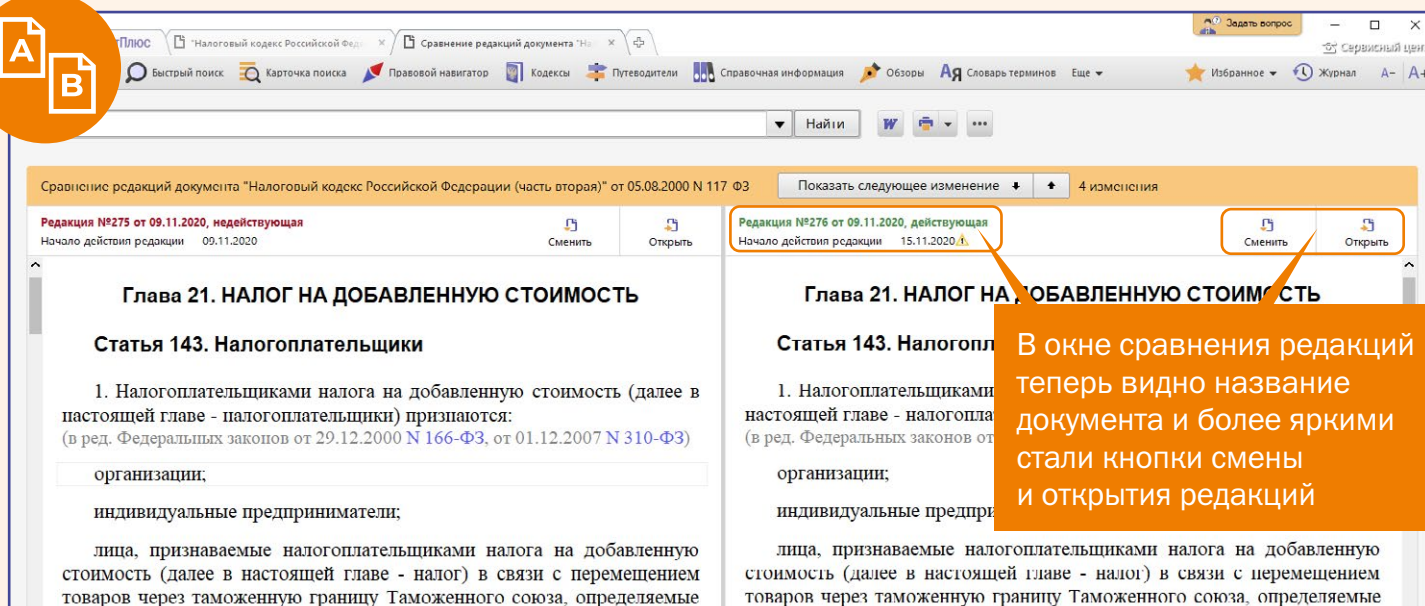 A
B
тПлюс
"Налоговый кодекс Российской Фед
Сравнение редакций документа "На
Задать вопрос
Сервисный цен
Быстрый поиск Карточка поиска Правовой навигатор Кодексы Путеводители Справочная информация Обзоры Словарь терминов Еще Избранное Журнал А- А+
Найти
Сравнение редакций документа "Налоговый кодекс Российской Федерации (часть вторая)" от 05.08.2000 N 117 ФЗ Показать следующее изменение 4 изменения
Редакция №275 от 09.11.2020, недействующая
Начало действия редакции 09.11.2020
Сменить Открыть
Глава 21. НАЛОГ НА ДОБАВЛЕННУЮ СТОИМОСТЬ
Статья 143. Налогоплательщики
1. Налогоплательщиками налога на добавленную стоимость (далее в
настоящей главе - налогоплательщики) признаются:
(в ред. Федеральных законов от 29.12.2000 N 166-ФЗ, от 01.12.2007 N 310-ФЗ)
организации;
индивидуальные предприниматели;
лица, признаваемые налогоплательщиками налога на добавленную
стоимость (далее в настоящей главе - налог) в связи с перемещением
товаров через таможенную границу Таможенного союза, определяемые
Редакция №276 от 09.11.2020, действующая
Начало действия редакции 15.11.2020
Сменить Открыть
Глава 21. НАЛОГ НА ДОБАВЛЕННУЮ СТОИМОСТЬ
Статья 143. Налогопл
1. Налогоплательщиками
настоящей главе - налогопла
(в ред. Федеральных законов от
организации;
индивидуальные предпри
лица, признаваемые налогоплательщиками налога на добавленную
стоимость (далее в настоящей главе - налог) в связи с перемещением
товаров через таможенную границу Таможенного союза, определяемые
В окне сравнения редакций
теперь видно название
документа и более яркими
стали кнопки смены
и открытия редакций